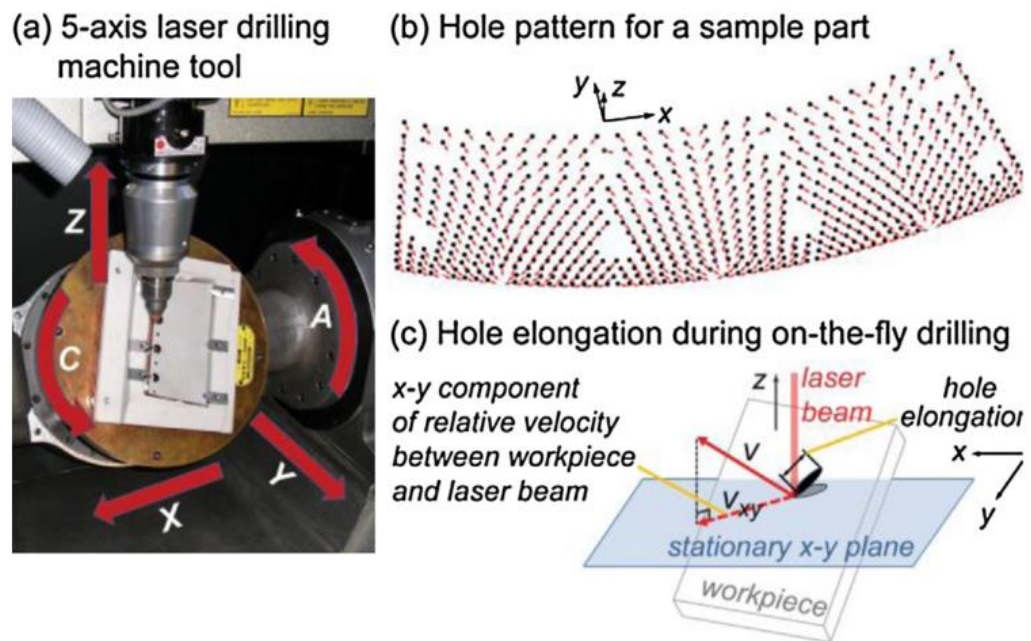 (a) 5-axis laser drilling
machine tool
Z
A
C
Y
X
(b) Hole pattern for a sample part
y
z
x
(c) Hole elongation during on-the-fly drilling
x-y component
of relative velocity
between workpiece
and laser beam
z
laser
beam
hole
elongation
V
Vxy
x
y
stationary x-y plane
workpiece